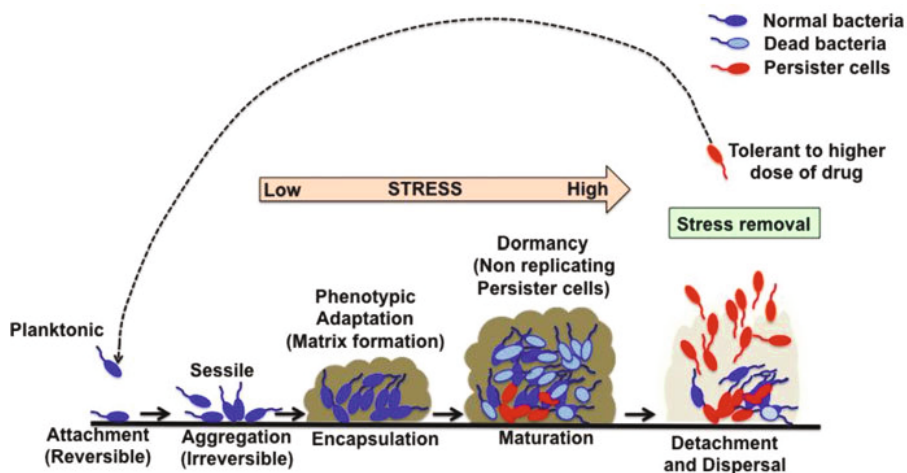 Normal bacteria
Dead bacteria
Persister cells
Tolerant to higher
dose of drug
Low STRESS High
Stress removal
Dormancy
(Non replicating
Persister cells)
Phenotypic
Adaptation
(Matrix formation)
Planktonic
Sessile
Attachment
(Reversible)
Aggregation
(Irreversible)
Encapsulation
Maturation
Detachment
and Dispersal